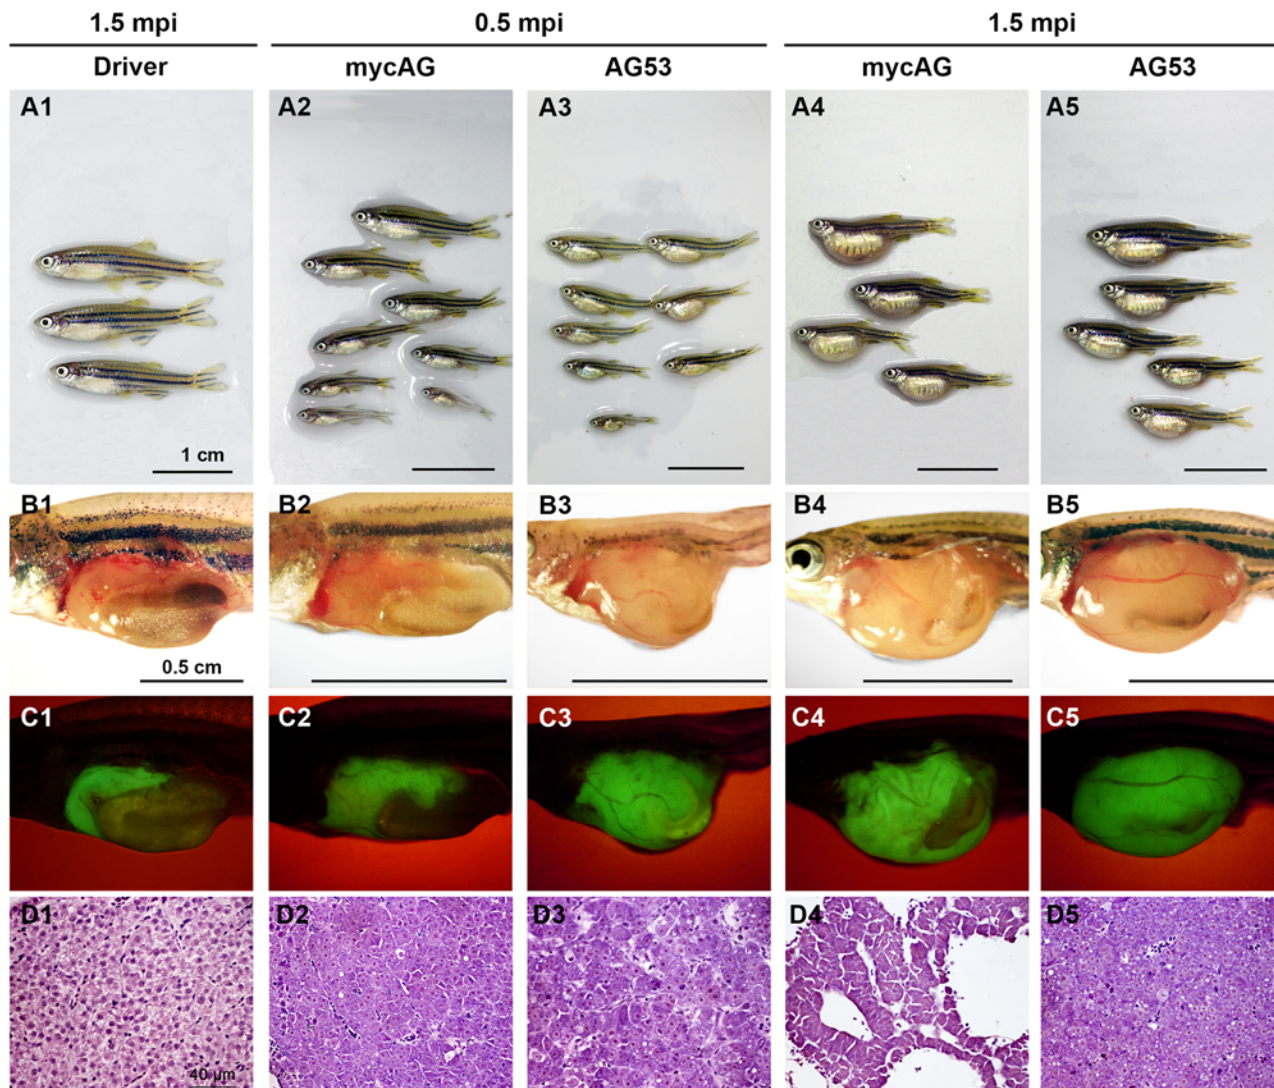 1.5 mpi 0.5 mpi 1.5 mpi
Driver mycAG AG53 mycAG AG53
A1 A2 A3 A4 A5
1 cm
B1 B2 B3 B4 B5
0.5 cm
C1 C2 C3 C4 C5
D1 D2 D3 D4 D5
40 µm